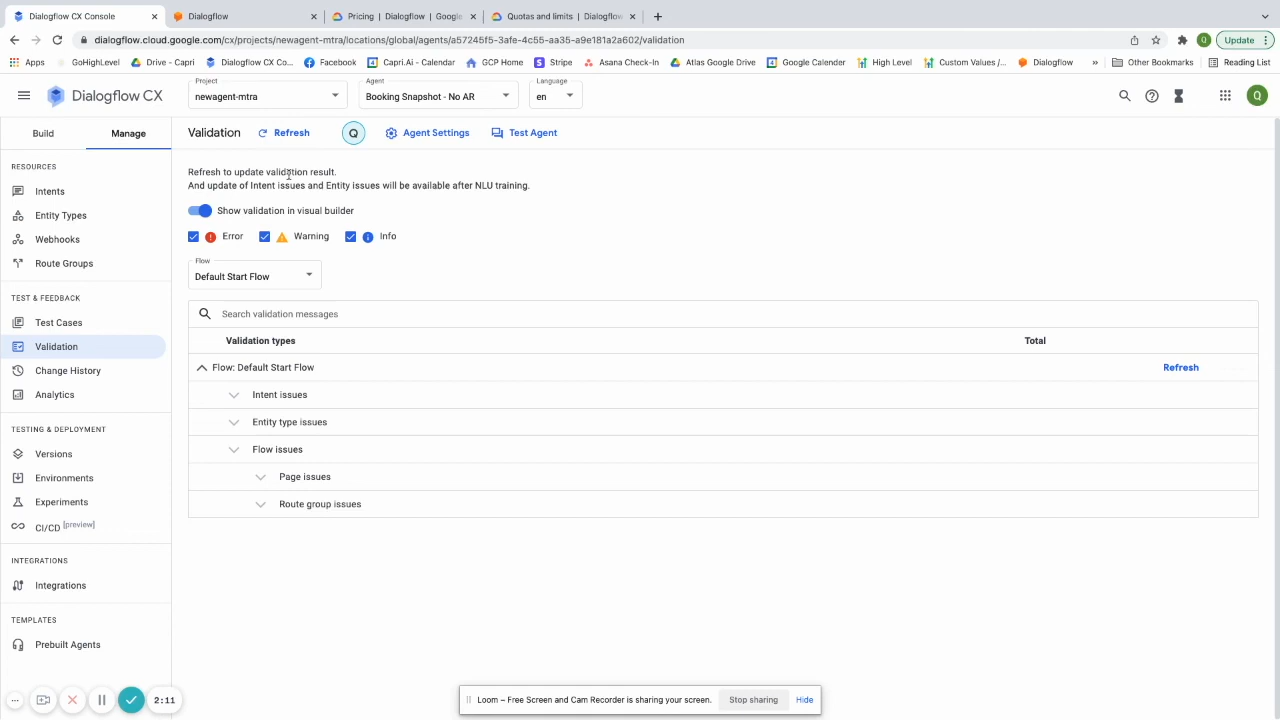 Dialogflow CX Console
Dialogflow
Pricing | Dialogflow | Google
Quotas and limits | Dialogflow
dialogflow.cloud.google.com/cx/projects/newagent-mtra/locations/global/agents/a57245f5-3afe-4c55-aa35-a9e181a2a602/validation
Q
Update
Apps
GoHighLevel
Drive - Capri
Dialogflow CX Co...
Facebook
Capri.Ai - Calendar
GCP Home
Stripe
Asana Check-In
Atlas Google Drive
Google Calendar
High Level
Custom Values /...
Dialogflow
»
Other Bookmarks
Reading List
Dialogflow CX
Project
newagent-mtra
Agent
Booking Snapshot - No AR
Language
en
Q
Build
Manage
Validation
Refresh
Q
Agent Settings
Test Agent
RESOURCES
Intents
Entity Types
Webhooks
Route Groups
TEST & FEEDBACK
Test Cases
Validation
Change History
Analytics
TESTING & DEPLOYMENT
Versions
Environments
Experiments
CI/CD [preview]
INTEGRATIONS
Integrations
TEMPLATES
Prebuilt Agents
Refresh to update validation result.
And update of Intent issues and Entity issues will be available after NLU training.
Show validation in visual builder
Error
Warning
Info
Flow
Default Start Flow
Search validation messages
Validation types
Total
Flow: Default Start Flow
Refresh
Intent issues
Entity type issues
Flow issues
Page issues
Route group issues
2:11
Loom – Free Screen and Cam Recorder is sharing your screen.
Stop sharing
Hide